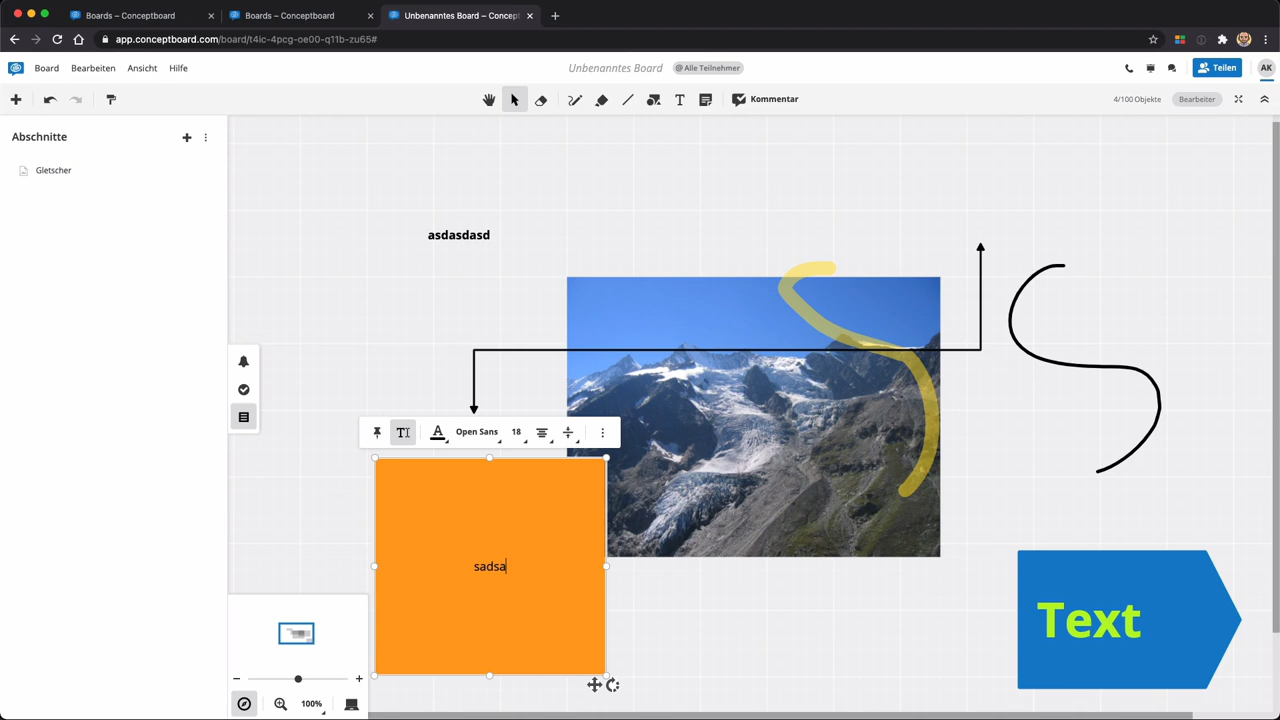 Boards – Conceptboard
Boards – Conceptboard
Unbenanntes Board – Concept
app.conceptboard.com/board/t4ic-4pcg-oe00-q11b-zu65#
Board Bearbeiten Ansicht Hilfe
Unbenanntes Board
@ Alle Teilnehmer
Teilen
AK
Kommentar
4/100 Objekte
Bearbeiter
Abschnitte
Gletscher
asdasdasd
Open Sans 18
sadsa
Text
100%